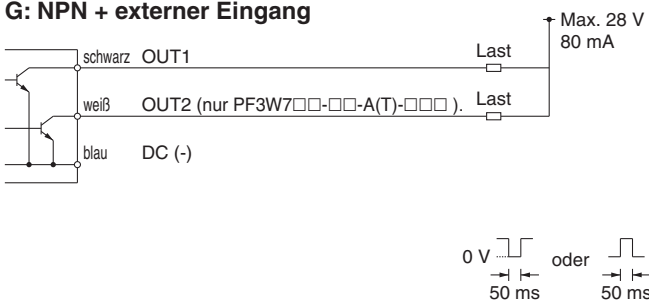 G: NPN + externer Eingang
Max. 28 V
80 mA
schwarz OUT1 Last
weiß OUT2 (nur PF3W7□□-□□-A(T)-□□□ ). Last
blau DC (-)
0 V oder
50 ms 50 ms